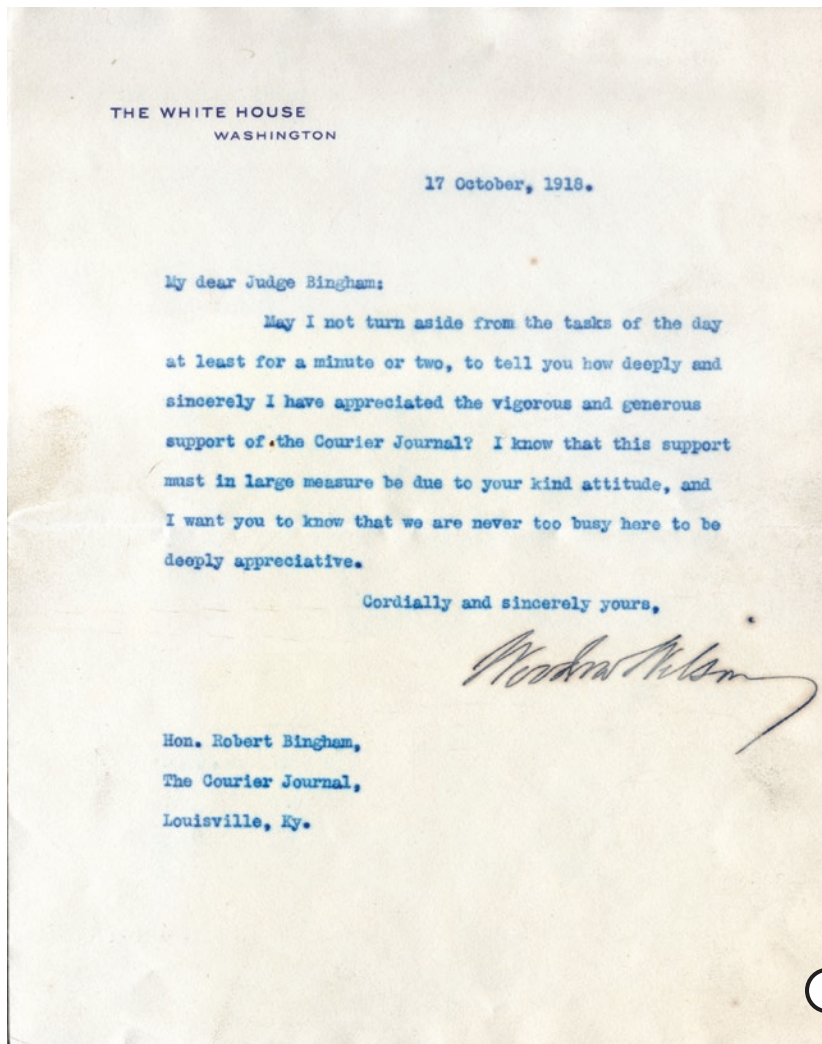 THE WHITE HOUSE
WASHINGTON
17 October, 1918.
My dear Judge Bingham:
May I not turn aside from the tasks of the day
at least for a minute or two, to tell you how deeply and
sincerely I have appreciated the vigorous and generous
support of the Courier Journal? I know that this support
must in large measure be due to your kind attitude, and
I want you to know that we are never too busy here to be
deeply appreciative.
Cordially and sincerely yours,
Woodrow Wilson
Hon. Robert Bingham,
The Courier Journal,
Louisville, Ky.